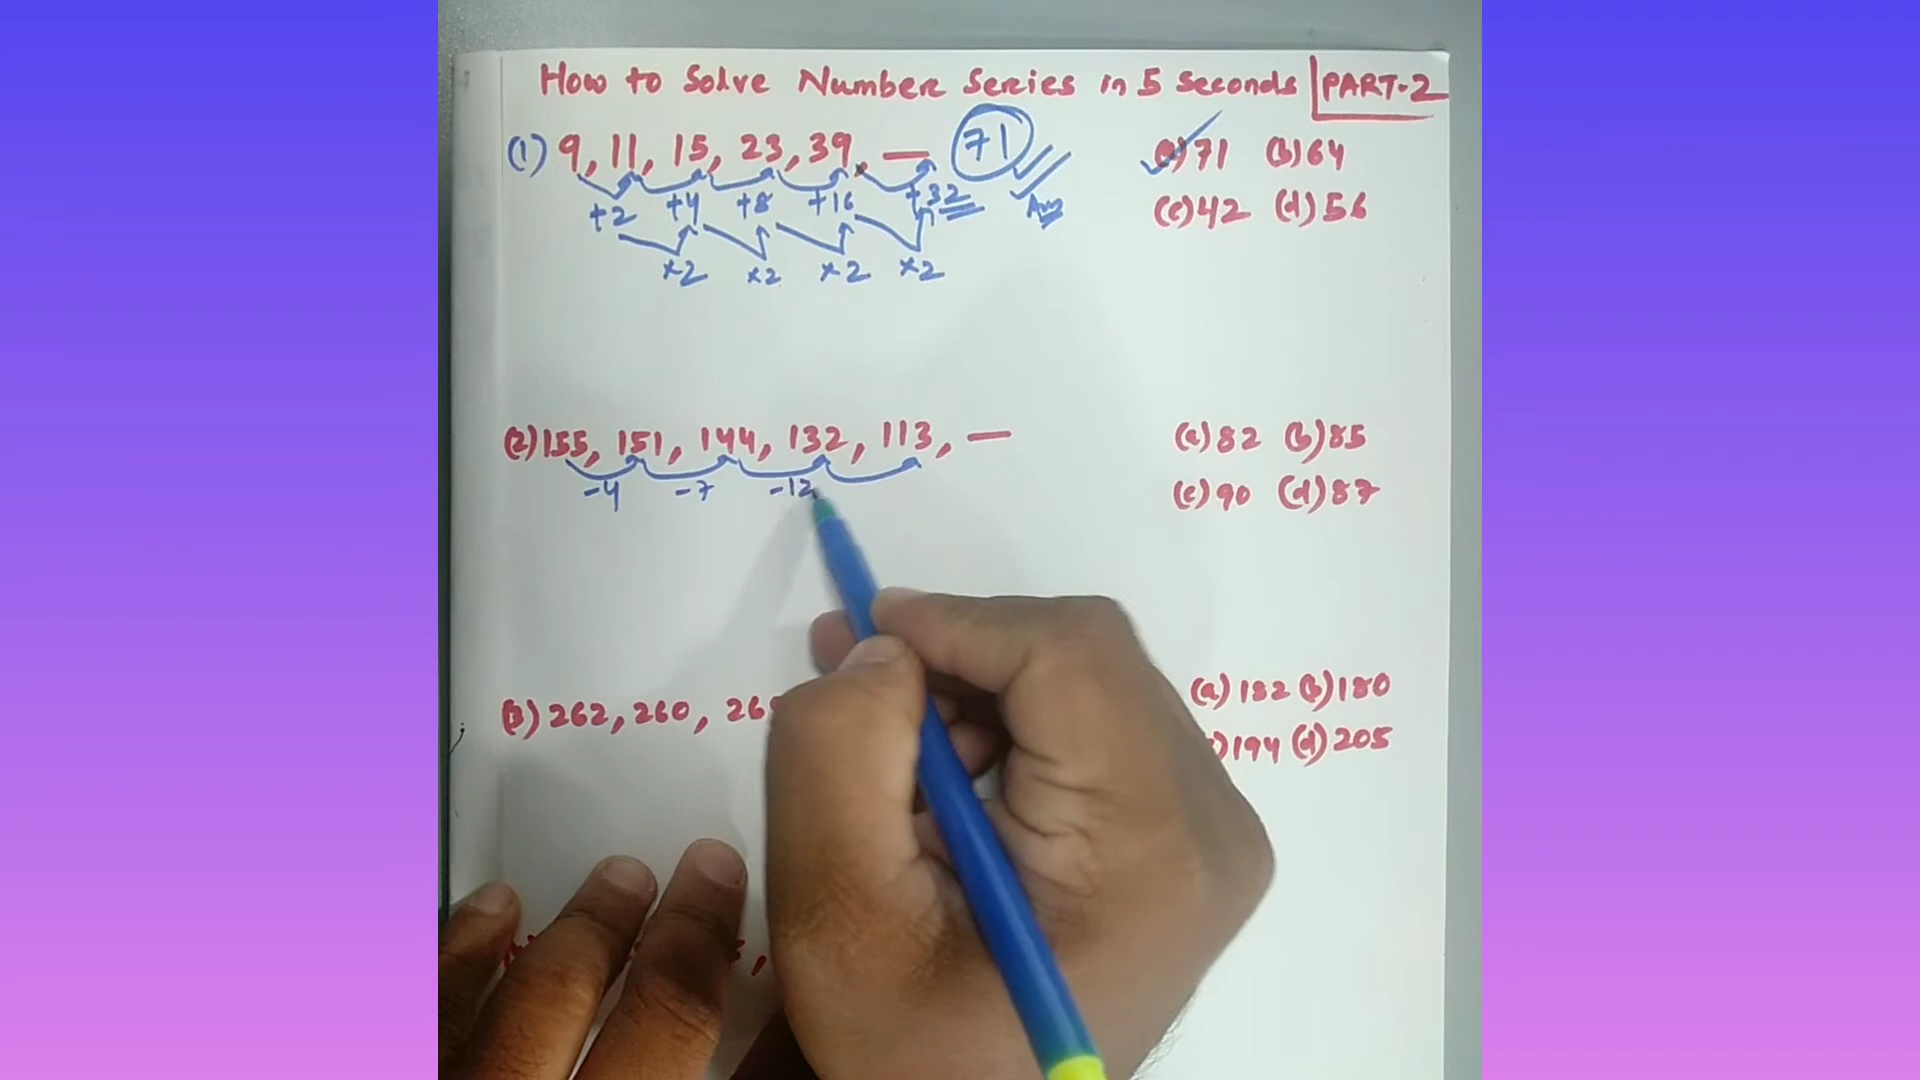 How to Solve Number Series in 5 Seconds PART-2
(1) 9, 11, 15, 23, 39, — 71 (a) 71 (b) 64
+2 +4 +8 +16 +32 Ans (c) 42 (d) 56
×2 ×2 ×2 ×2
(2) 155, 151, 144, 132, 113, — (a) 82 (b) 85
-4 -7 -12 (c) 90 (d) 87
(3) 262, 260, (a) 182 (b) 180
194 (d) 205